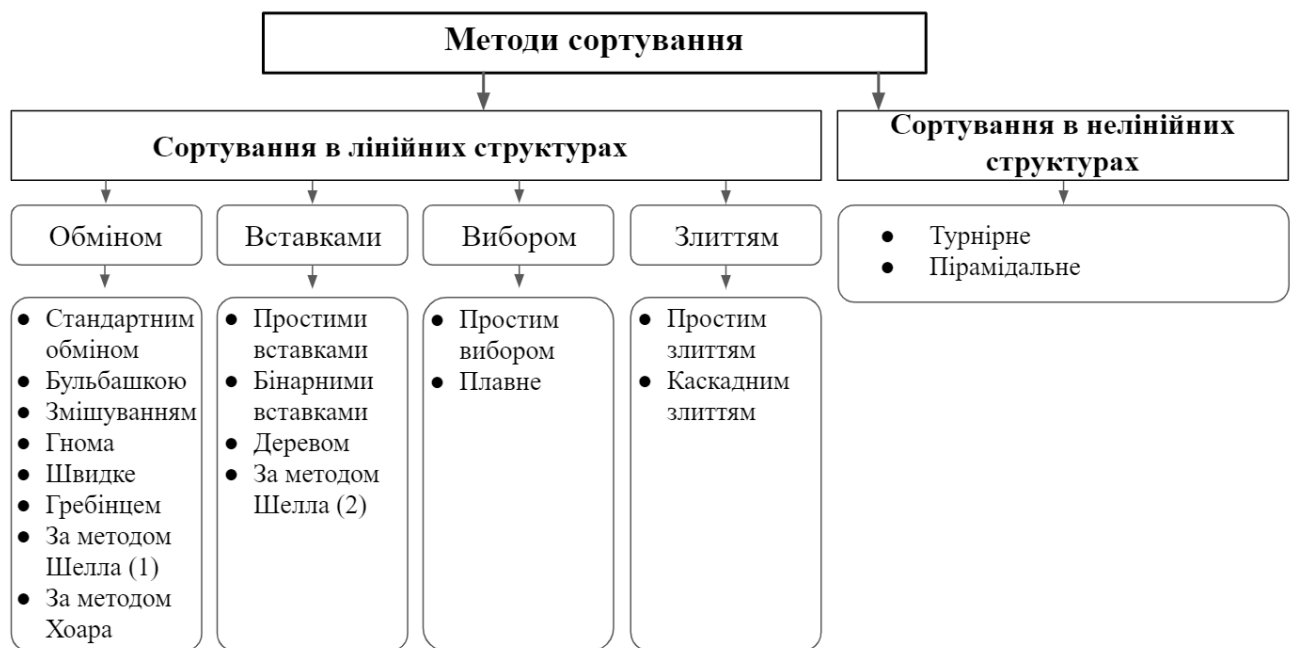 Методи сортування
Сортування в лінійних структурах
Сортування в нелінійних
структурах
Обміном
Вставками
Вибором
Злиттям
● Турнірне
● Пірамідальне
● Стандартним
обміном
● Бульбашкою
● Змішуванням
● Гнома
● Швидке
● Гребінцем
● За методом
Шелла (1)
● За методом
Хоара
● Простими
вставками
● Бінарними
вставками
● Деревом
● За методом
Шелла (2)
● Простим
вибором
● Плавне
● Простим
злиттям
● Каскадним
злиттям